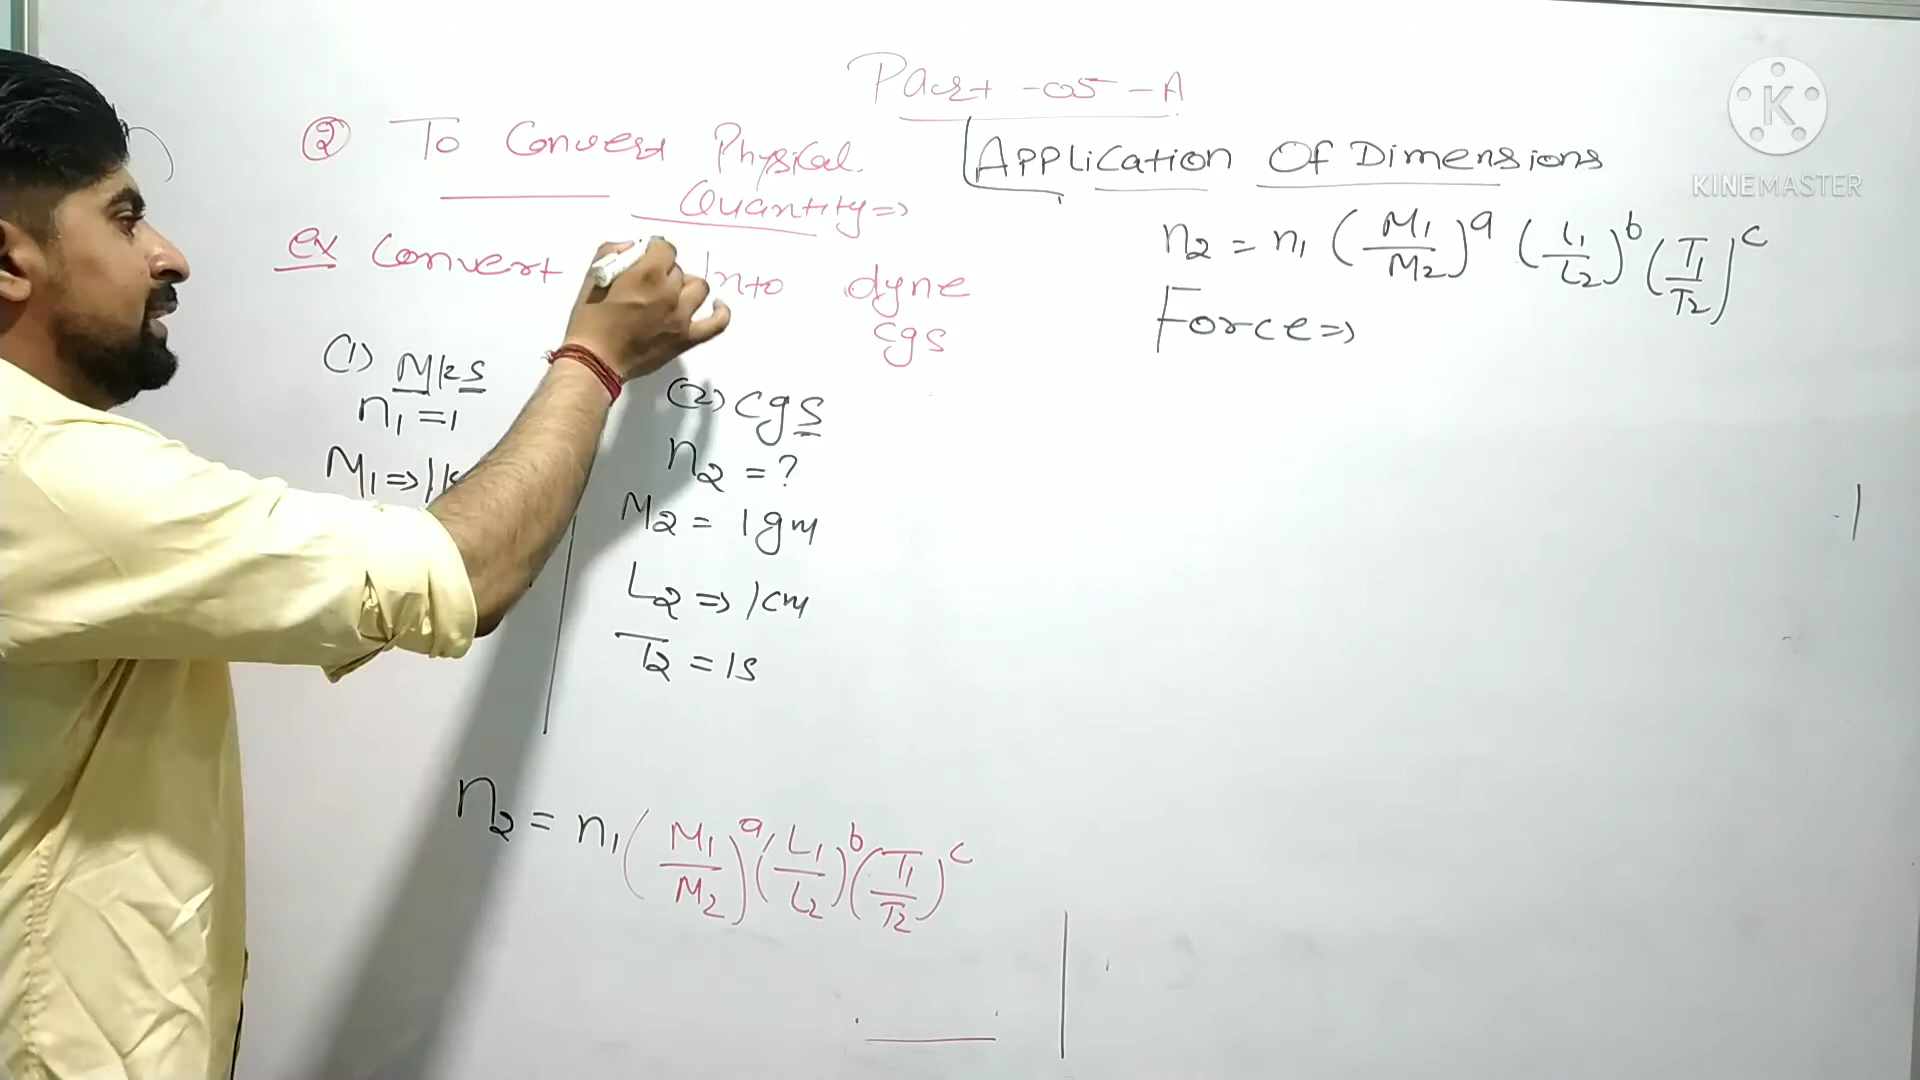 Part - 05 - A
② To Convert Physical
Quantity =>
Application Of Dimensions
ex Convert Into dyne
cgs
n2 = n1 (M1/M2)^a (L1/L2)^b (T1/T2)^c
Force =>
(1) Mks
n1 = 1
M1 => 1k
(2) cgs
n2 = ?
M2 = 1gm
L2 => 1cm
T2 = 1s
n2 = n1 (M1/M2)^a (L1/L2)^b (T1/T2)^c
K
KINEMASTER